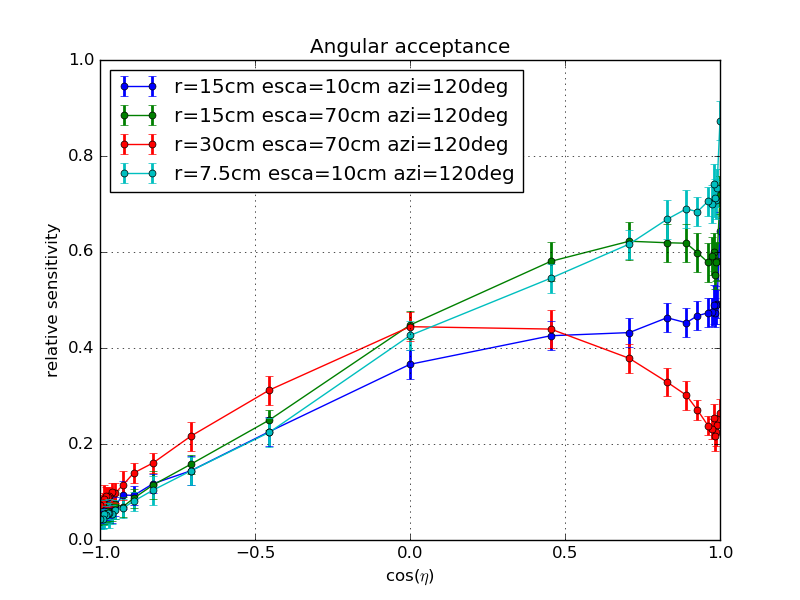 Angular acceptance
r=15cm esca=10cm azi=120deg
r=15cm esca=70cm azi=120deg
r=30cm esca=70cm azi=120deg
r=7.5cm esca=10cm azi=120deg
relative sensitivity
1.0
0.8
0.6
0.4
0.2
0.0
−1.0 −0.5 0.0 0.5 1.0
cos(η)